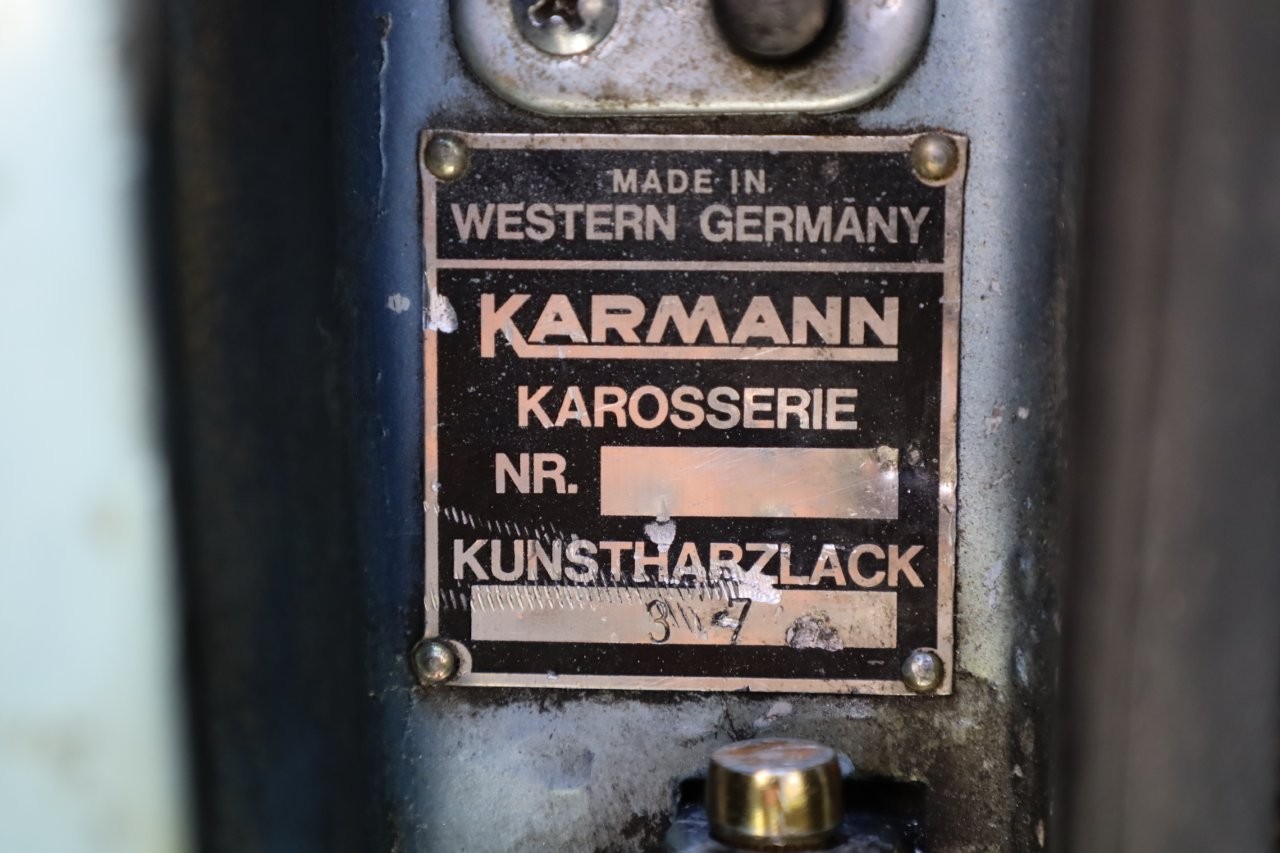 MADE IN
WESTERN GERMANY
KARMANN
KAROSSERIE
NR.
KUNSTHARZLACK